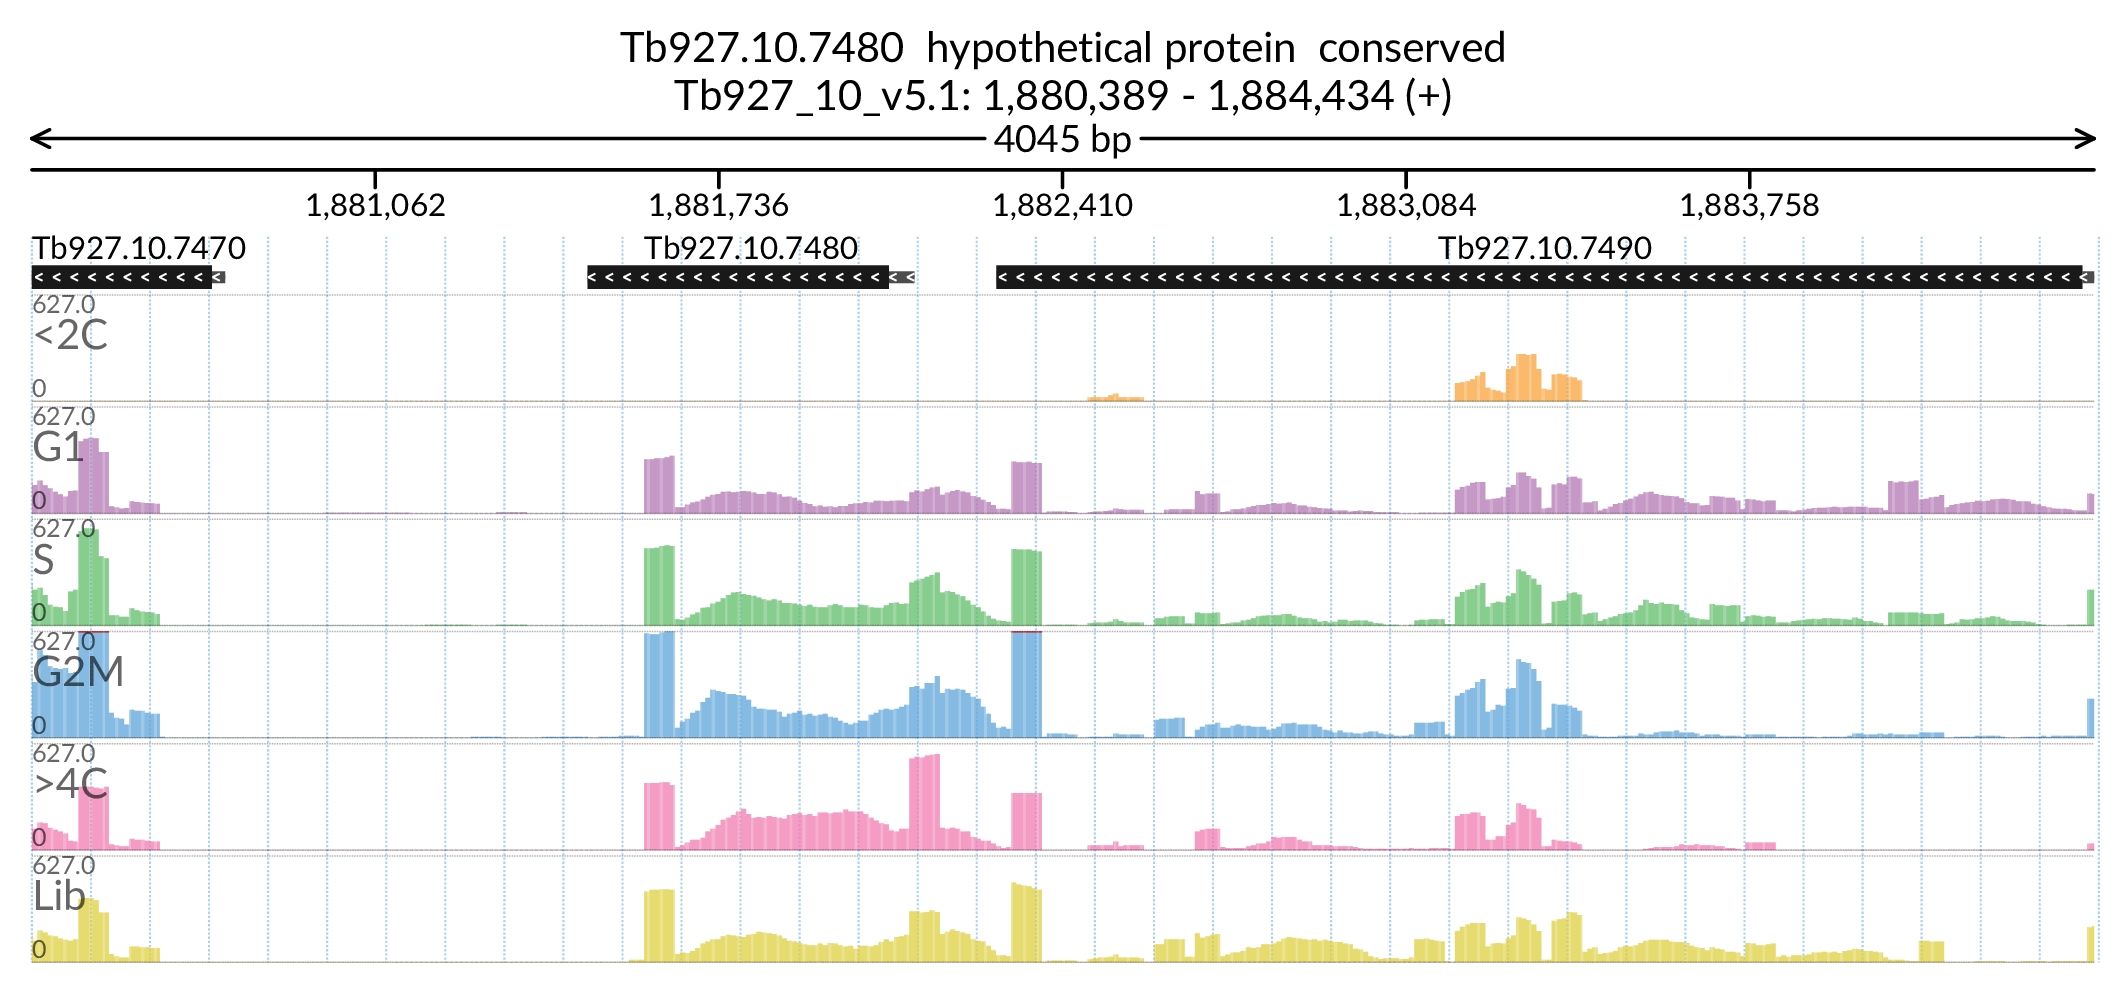 Tb927.10.7480  hypothetical protein  conserved
Tb927_10_v5.1: 1,880,389 - 1,884,434 (+)
4045 bp
1,881,062 1,881,736 1,882,410 1,883,084 1,883,758
Tb927.10.7470 Tb927.10.7480 Tb927.10.7490
627.0
<2C
0
627.0
G1
0
627.0
S
0
627.0
G2M
0
627.0
>4C
0
627.0
Lib
0